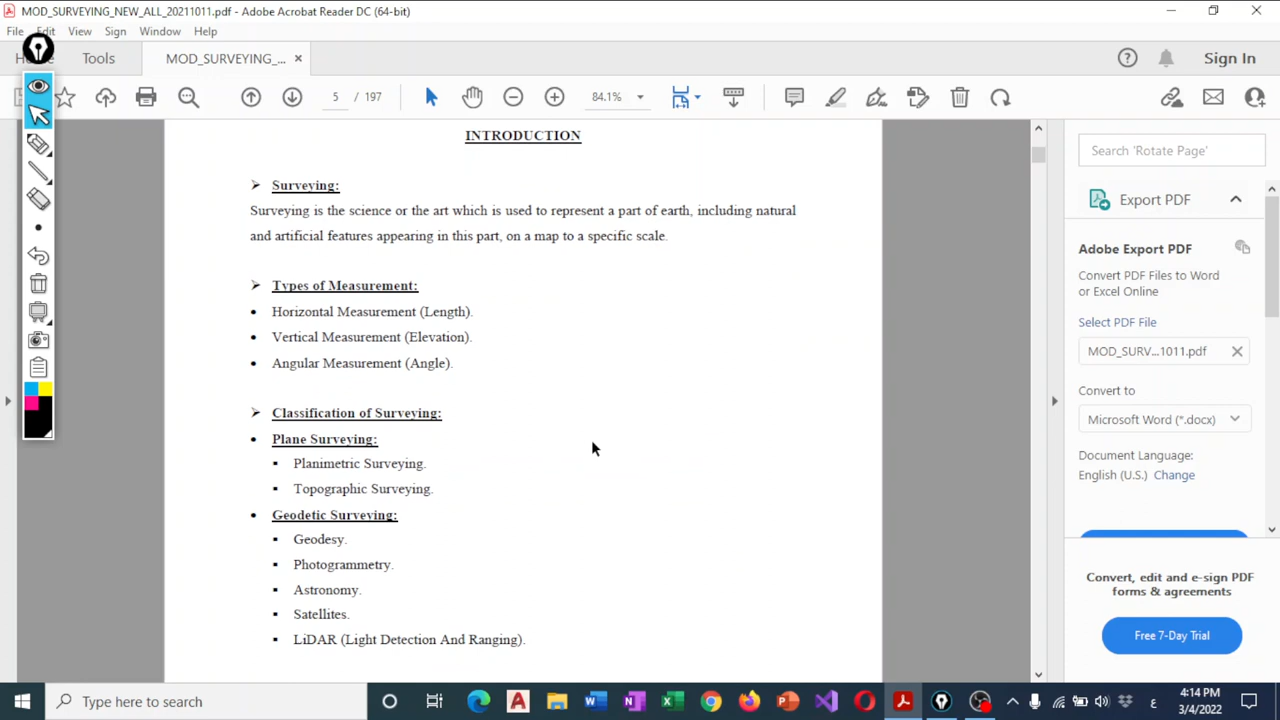 MOD_SURVEYING_NEW_ALL_20211011.pdf - Adobe Acrobat Reader DC (64-bit)
File Edit View Sign Window Help
Tools
MOD_SURVEYING_...
Sign In
5 / 197
84.1%
INTRODUCTION
Surveying:
Surveying is the science or the art which is used to represent a part of earth, including natural
and artificial features appearing in this part, on a map to a specific scale.
Types of Measurement:
Horizontal Measurement (Length).
Vertical Measurement (Elevation).
Angular Measurement (Angle).
Classification of Surveying:
Plane Surveying:
Planimetric Surveying.
Topographic Surveying.
Geodetic Surveying:
Geodesy.
Photogrammetry.
Astronomy.
Satellites.
LiDAR (Light Detection And Ranging).
Search 'Rotate Page'
Export PDF
Adobe Export PDF
Convert PDF Files to Word
or Excel Online
Select PDF File
MOD_SURV...1011.pdf
Convert to
Microsoft Word (*.docx)
Document Language:
English (U.S.) Change
Convert, edit and e-sign PDF
forms & agreements
Free 7-Day Trial
Type here to search
ع
4:14 PM
3/4/2022